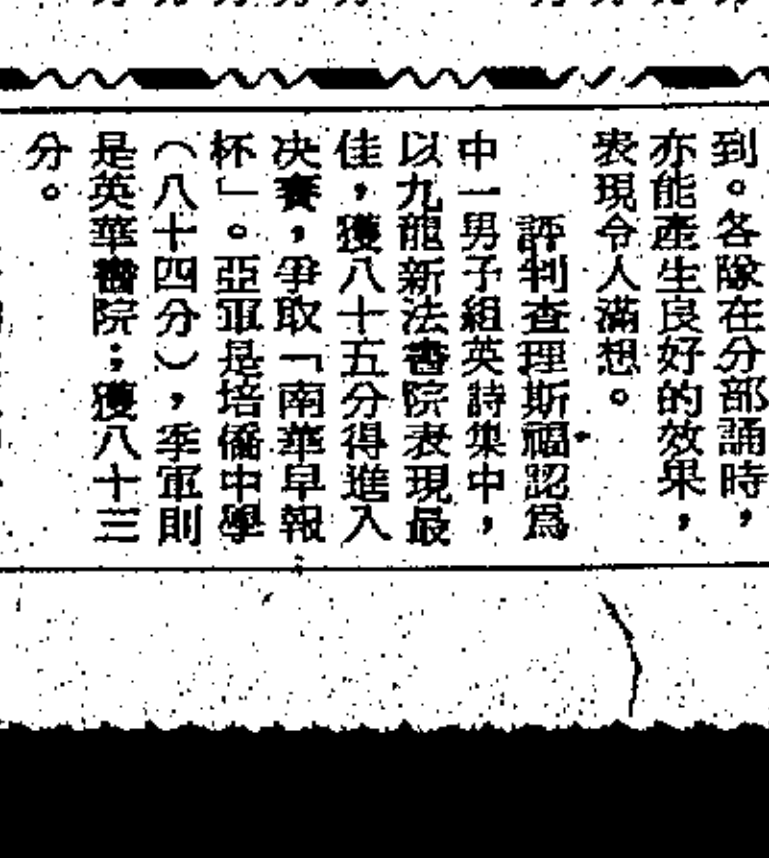 到。各隊在分部誦時，
亦能產生良好的效果，
表現令人滿想。
評判查理斯福認爲
中一男子組英詩集中，
以九龍新法書院表現最
佳，獲八十五分得進入
决賽，爭取「南華早報
杯」。亞軍是培僑中學
（八十四分），季軍則
是英華書院；獲八十三
分。